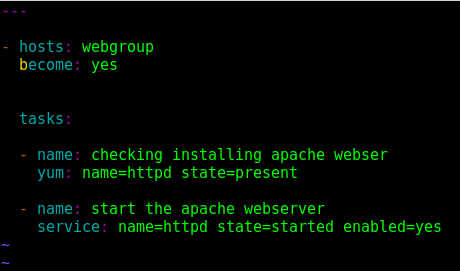 ---
- hosts: webgroup
  become: yes
  tasks:
  - name: checking installing apache webser
    yum: name=httpd state=present
  - name: start the apache webserver
    service: name=httpd state=started enabled=yes
~
~